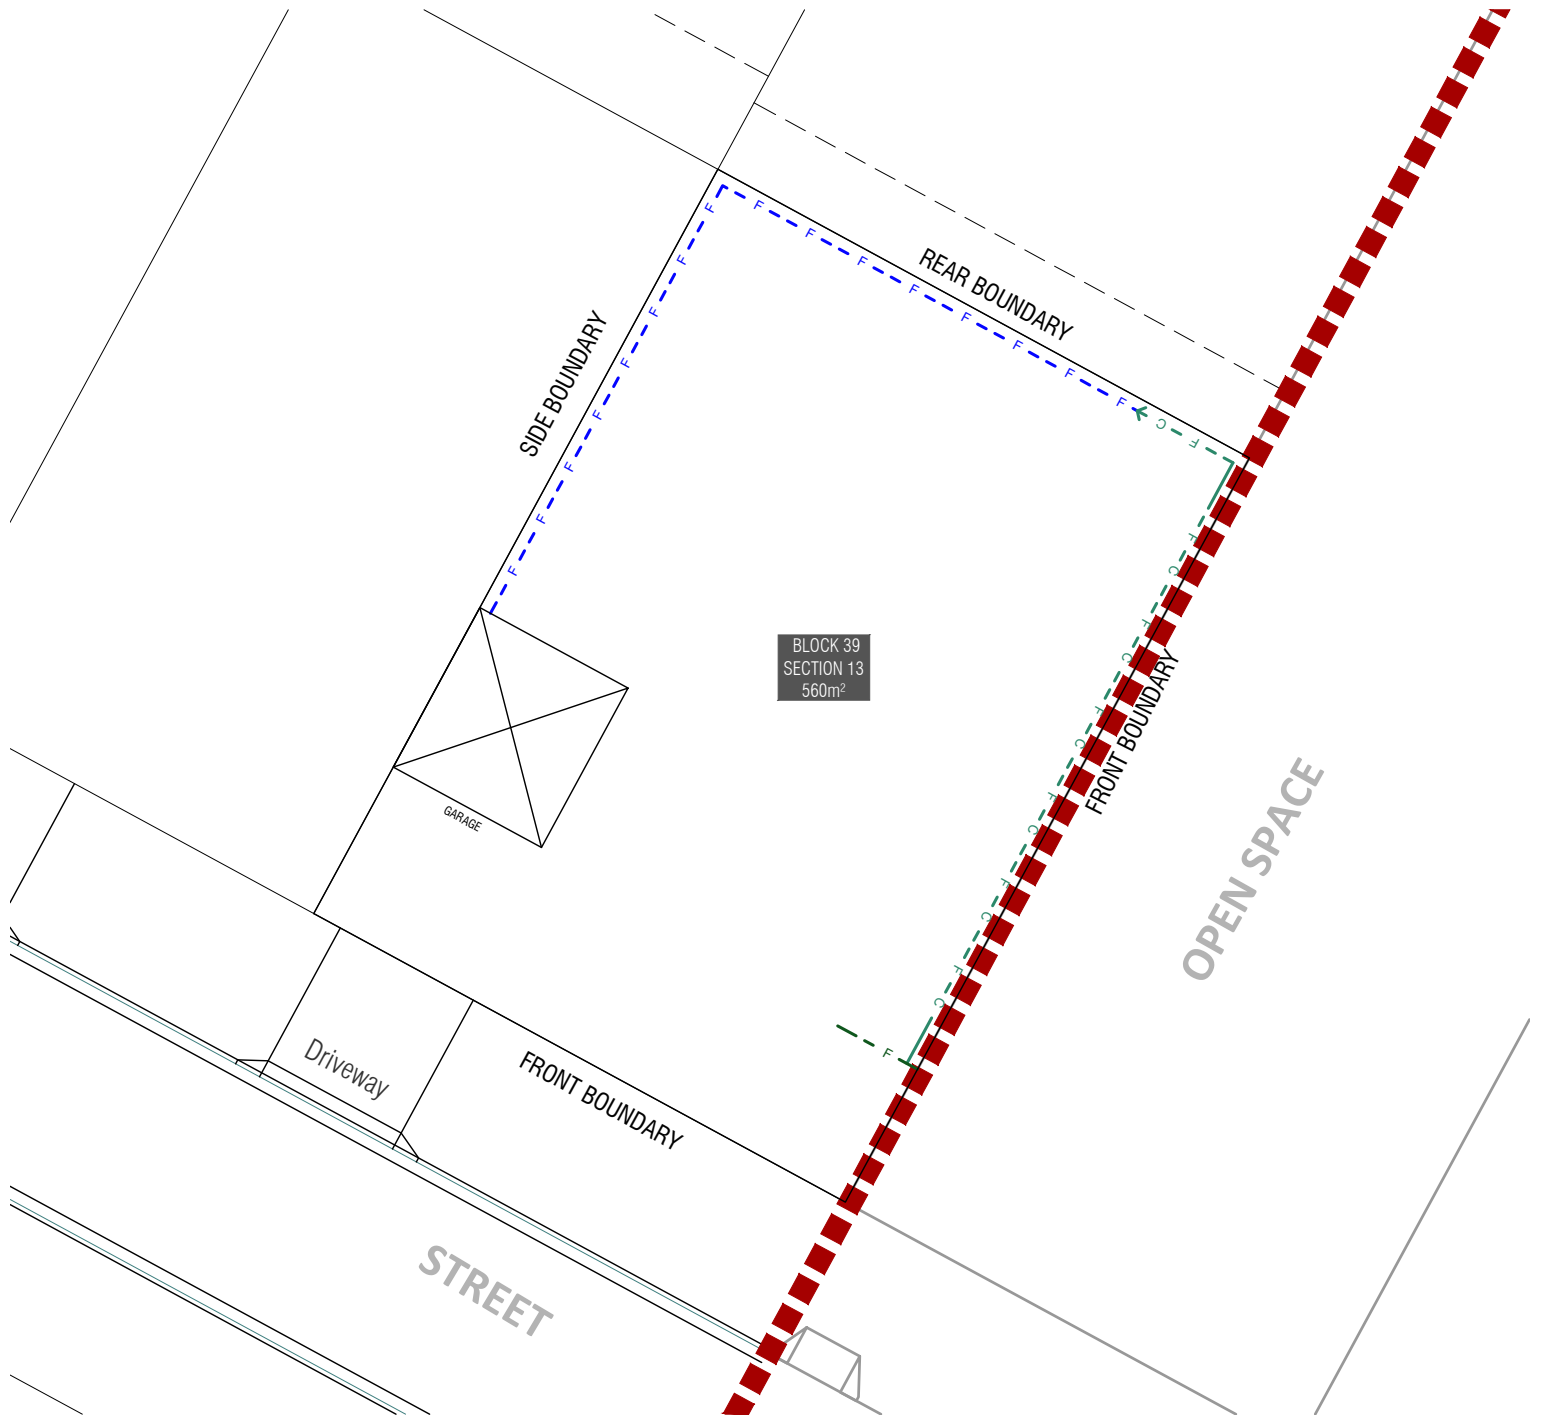 REAR BOUNDARY
SIDE BOUNDARY
F F F F F F F F
F F F F F F F F
C F
BLOCK 39
SECTION 13
560m²
F C F C F C F C F C F C
FRONT BOUNDARY
OPEN SPACE
GARAGE
F
Driveway
FRONT BOUNDARY
STREET